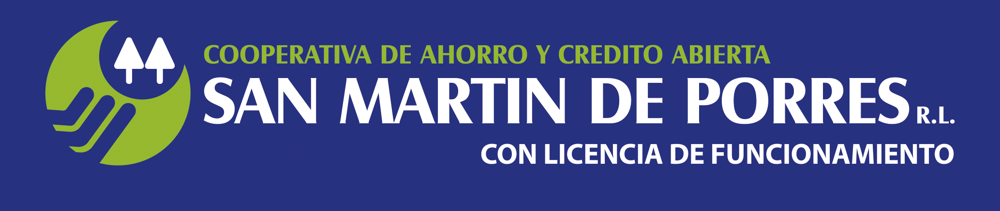 COOPERATIVA DE AHORRO Y CREDITO ABIERTA
SAN MARTIN DE PORRES R.L.
CON LICENCIA DE FUNCIONAMIENTO